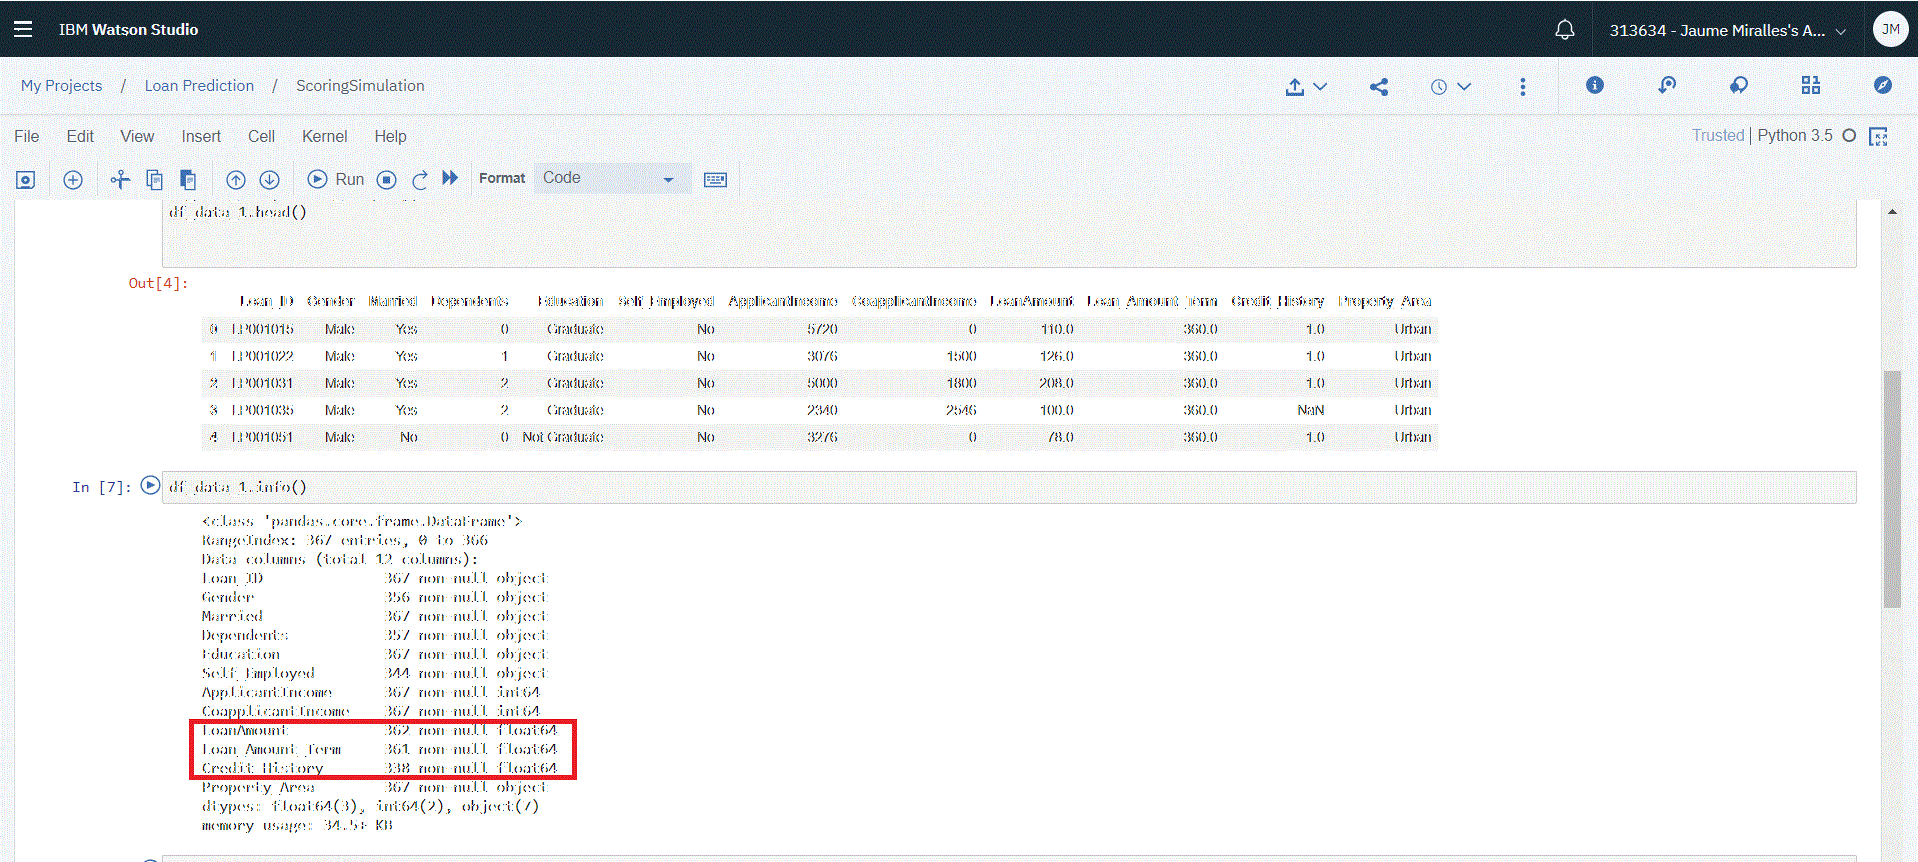 IBM Watson Studio
313634 - Jaume Miralles's A...
JM
My Projects / Loan Prediction / ScoringSimulation
File Edit View Insert Cell Kernel Help
Trusted | Python 3.5
Run
Format
Code
df_data_1.head()
Out[4]:
Loan_ID Gender Married Dependents Education Self_Employed ApplicantIncome CoapplicantIncome LoanAmount Loan_Amount_Term Credit_History Property_Area
0 LP001015 Male Yes 0 Graduate No 5720 0 110.0 360.0 1.0 Urban
1 LP001022 Male Yes 1 Graduate No 3076 1500 126.0 360.0 1.0 Urban
2 LP001031 Male Yes 2 Graduate No 5000 1800 208.0 360.0 1.0 Urban
3 LP001035 Male Yes 2 Graduate No 2340 2546 100.0 360.0 NaN Urban
4 LP001051 Male No 0 Not Graduate No 3276 0 78.0 360.0 1.0 Urban
In [7]: df_data_1.info()
<class 'pandas.core.frame.DataFrame'>
RangeIndex: 367 entries, 0 to 366
Data columns (total 12 columns):
Loan_ID 367 non-null object
Gender 356 non-null object
Married 367 non-null object
Dependents 357 non-null object
Education 367 non-null object
Self_Employed 344 non-null object
ApplicantIncome 367 non-null int64
CoapplicantIncome 367 non-null int64
LoanAmount 362 non-null float64
Loan_Amount_Term 361 non-null float64
Credit_History 338 non-null float64
Property_Area 367 non-null object
dtypes: float64(3), int64(2), object(7)
memory usage: 34.5+ KB